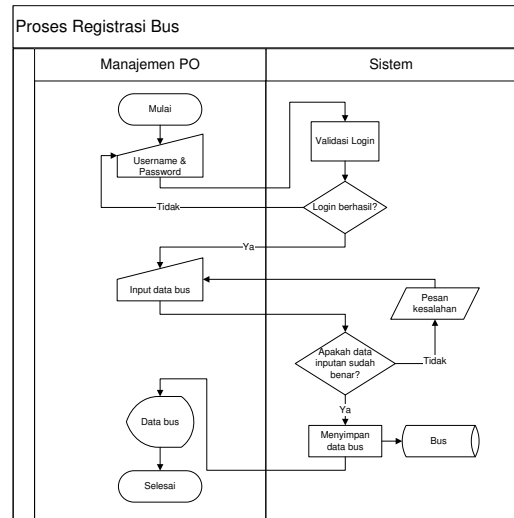 Proses Registrasi Bus
Manajemen PO
Sistem
Mulai
Validasi Login
Username &
Password
Login berhasil?
Tidak
Ya
Input data bus
Pesan
kesalahan
Apakah data
inputan sudah
benar?
Tidak
Ya
Data bus
Menyimpan
data bus
Bus
Selesai